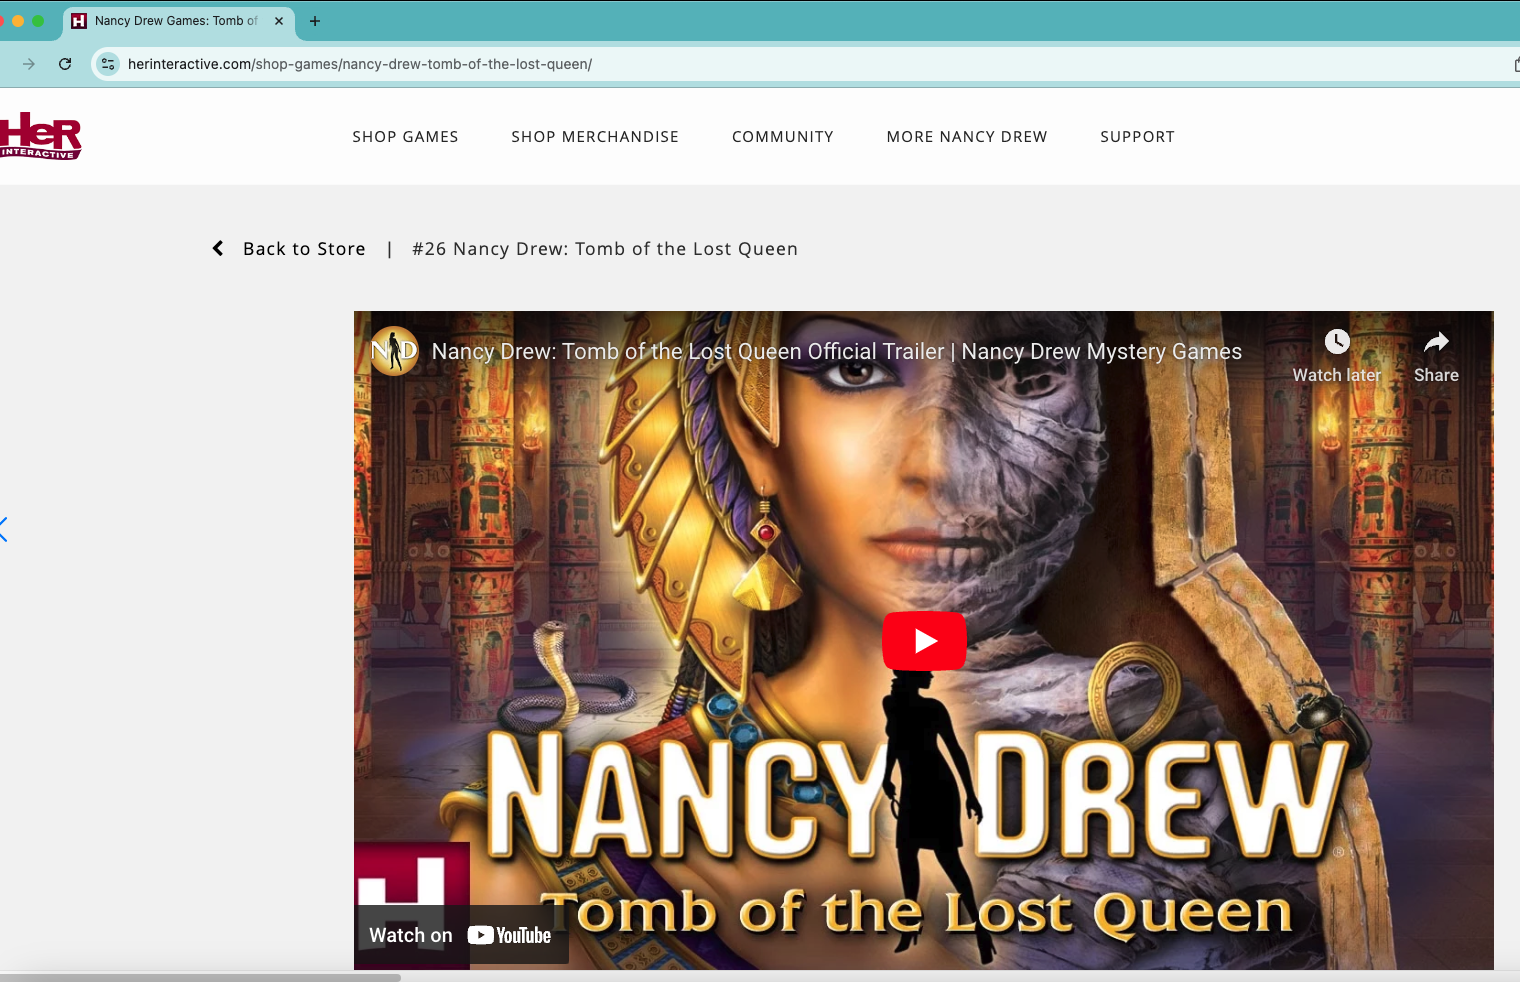 Nancy Drew Games: Tomb of
herinteractive.com/shop-games/nancy-drew-tomb-of-the-lost-queen/
HeR
INTERACTIVE
SHOP GAMES SHOP MERCHANDISE COMMUNITY MORE NANCY DREW SUPPORT
Back to Store | #26 Nancy Drew: Tomb of the Lost Queen
ND Nancy Drew: Tomb of the Lost Queen Official Trailer | Nancy Drew Mystery Games
Watch later Share
NANCY DREW®
Tomb of the Lost Queen
H
Watch on YouTube